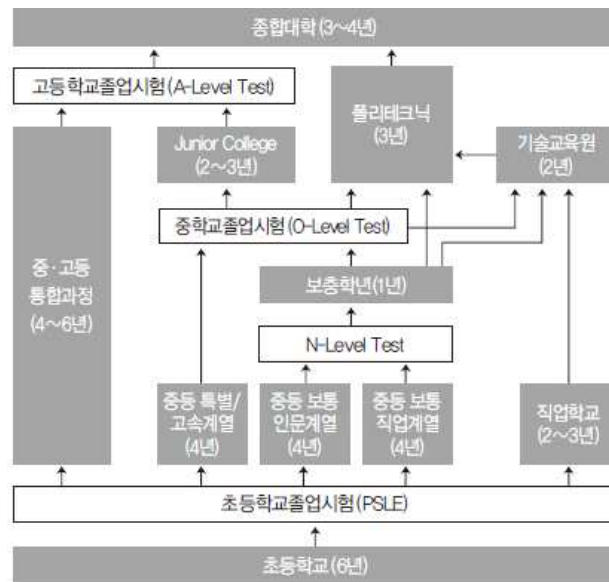 종합대학(3~4년)
고등학교졸업시험(A-Level Test)
폴리테크닉
(3년)
Junior College
(2~3년)
기술교육원
(2년)
중학교졸업시험(O-Level Test)
중·고등
통합과정
(4~6년)
보충학년(1년)
N-Level Test
중등 특별/
고속계열
(4년)
중등 보통
인문계열
(4년)
중등 보통
직업계열
(4년)
직업학교
(2~3년)
초등학교졸업시험(PSLE)
초등학교(6년)